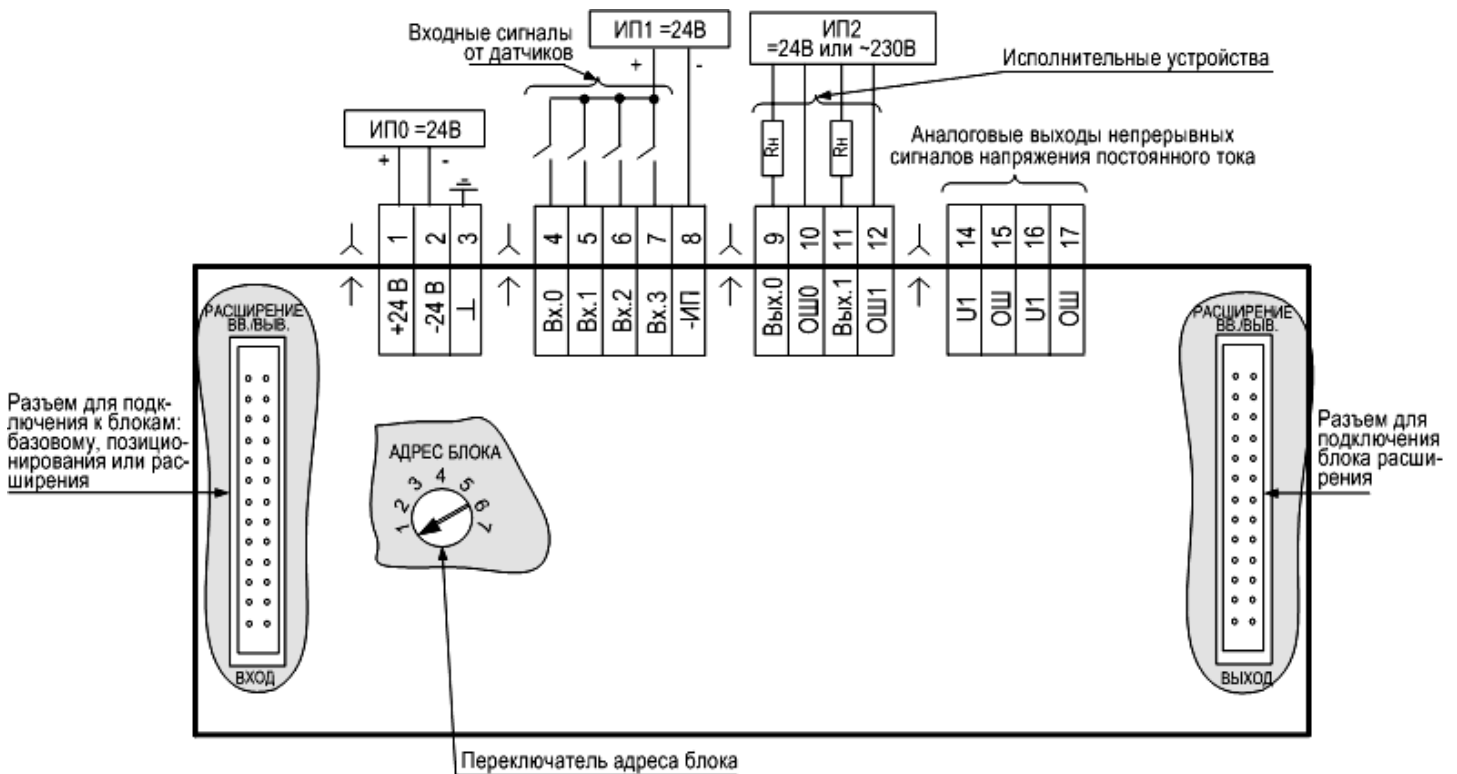 Входные сигналы
от датчиков
ИП1 =24В
+ -
ИП2
=24В или ~230В
Исполнительные устройства
ИП0 =24В
+ -
Rн
Rн
Аналоговые выходы непрерывных
сигналов напряжения постоянного тока
1 2 3
4 5 6 7 8
9 10 11 12
14 15 16 17
+24 В
-24 В
⊥
Вх.0
Вх.1
Вх.2
Вх.3
-ИП
Вых.0
ОШ0
Вых.1
ОШ1
U1
ОШ
U1
ОШ
РАСШИРЕНИЕ
ВВ./ВЫВ.
ВХОД
Разъем для подк-
лючения к блокам:
базовому, позицио-
нирования или рас-
ширения
АДРЕС БЛОКА
1 2 3 4 5 6 7
Переключатель адреса блока
РАСШИРЕНИЕ
ВВ./ВЫВ.
ВЫХОД
Разъем для
подключения
блока расши-
рения